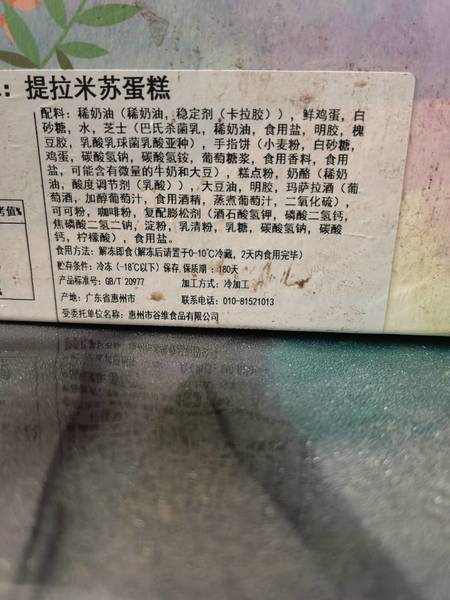 ：提拉米苏蛋糕
配料：稀奶油（稀奶油，稳定剂（卡拉胶）），鲜鸡蛋，白
砂糖，水，芝士（巴氏杀菌乳，稀奶油，食用盐，明胶，槐
豆胶，乳酸乳球菌乳酸亚种），手指饼（小麦粉，白砂糖，
鸡蛋，碳酸氢钠，碳酸氢铵，葡萄糖浆，食用香料，食用
盐，可能含有微量的牛奶和大豆），糕点粉，奶酪（稀奶
油，酸度调节剂（乳酸）），大豆油，明胶，玛萨拉酒（葡
萄酒，加醇葡萄汁，食用酒精，蒸煮葡萄汁，二氧化硫），
可可粉，咖啡粉，复配膨松剂（酒石酸氢钾，磷酸二氢钙，
焦磷酸二氢二钠，淀粉，乳清粉，乳糖，碳酸氢钠，碳酸
钙，柠檬酸），食用盐。
食用方法：解冻即食(解冻后请置于0-10℃冷藏，2天内食用完毕)
贮存条件：冷冻(-18℃以下)保存 保质期：180天
产品标准号：GB/T 20977 加工方式：冷加工
产地：广东省惠州市 联系电话：010-81521013
受委托单位名称：惠州市谷维食品有限公司
考值%